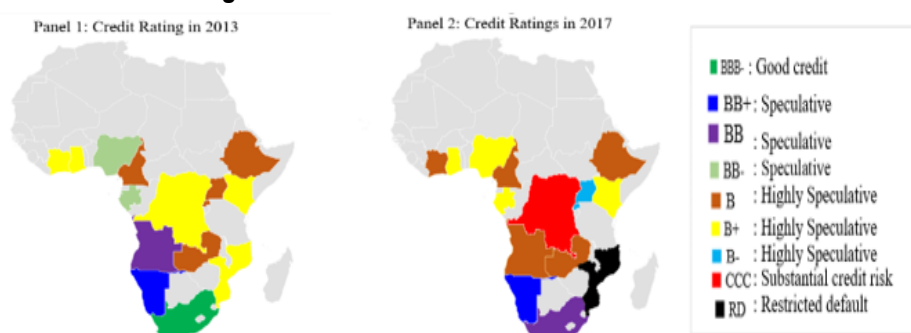 Panel 1: Credit Rating in 2013
Panel 2: Credit Ratings in 2017
BBB- : Good credit
BB+ : Speculative
BB : Speculative
BB- : Speculative
B : Highly Speculative
B+ : Highly Speculative
B- : Highly Speculative
CCC : Substantial credit risk
RD : Restricted default